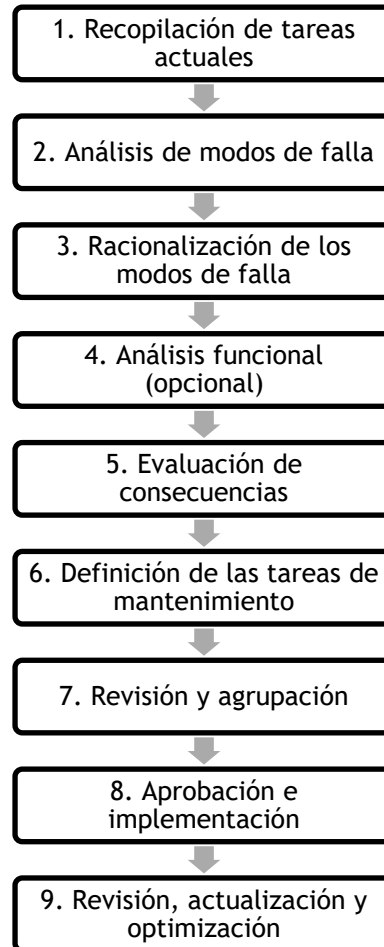 1. Recopilación de tareas
actuales
2. Análisis de modos de falla
3. Racionalización de los
modos de falla
4. Análisis funcional
(opcional)
5. Evaluación de
consecuencias
6. Definición de las tareas de
mantenimiento
7. Revisión y agrupación
8. Aprobación e
implementación
9. Revisión, actualización y
optimización